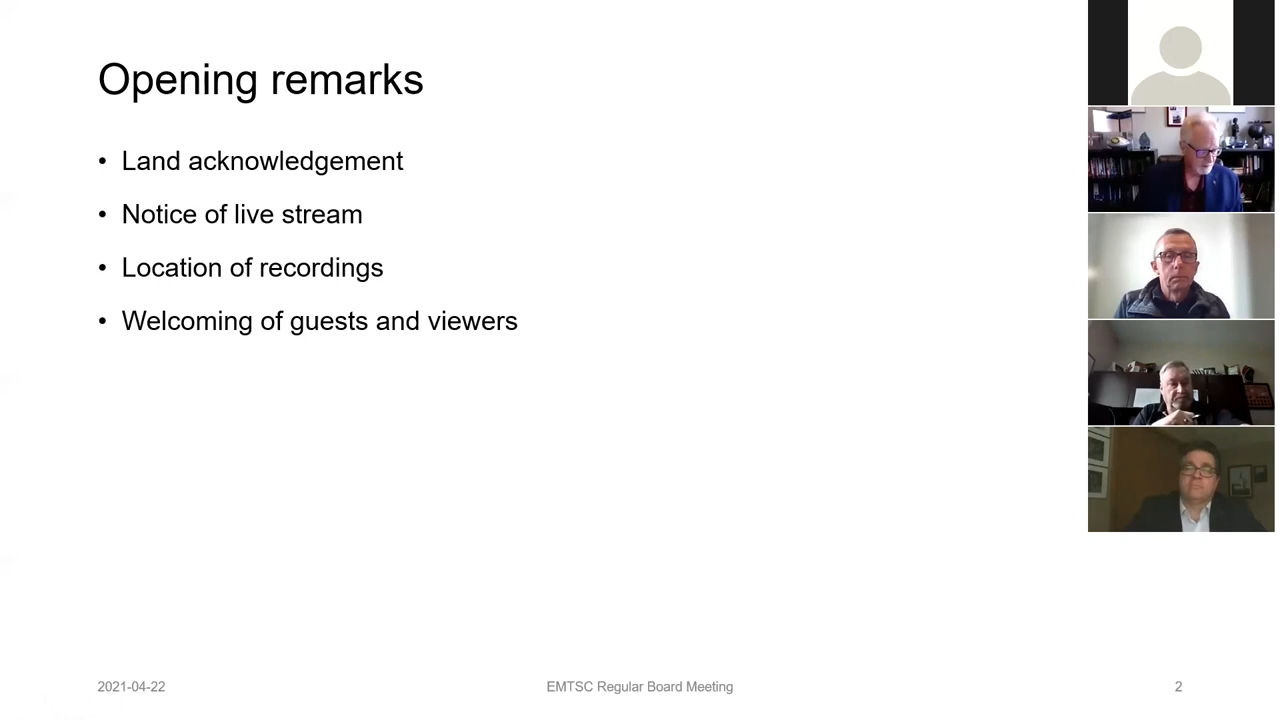 Opening remarks
• Land acknowledgement
• Notice of live stream
• Location of recordings
• Welcoming of guests and viewers
2021-04-22
EMTSC Regular Board Meeting
2